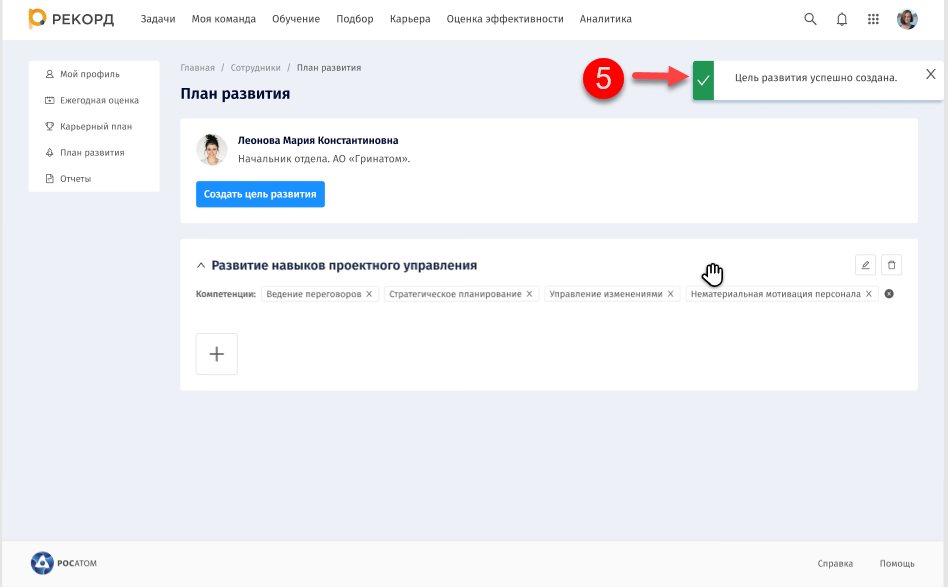 РЕКОРД
Задачи Моя команда Обучение Подбор Карьера Оценка эффективности Аналитика
Мой профиль
Ежегодная оценка
Карьерный план
План развития
Отчеты
Главная / Сотрудники / План развития
План развития
5
Цель развития успешно создана.
Леонова Мария Константиновна
Начальник отдела. АО «Гринатом».
Создать цель развития
Развитие навыков проектного управления
Компетенции: Ведение переговоров Стратегическое планирование Управление изменениями Нематериальная мотивация персонала
РОСАТОМ
Справка Помощь